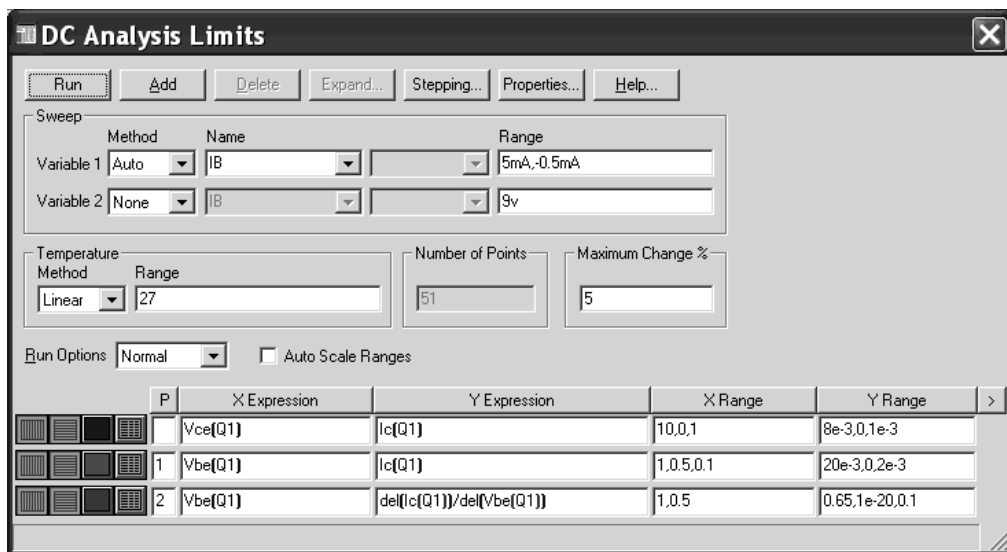 DC Analysis Limits
Run Add Delete Expand... Stepping... Properties... Help...
Sweep
Method Name Range
Variable 1 Auto IB 5mA,-0.5mA
Variable 2 None IB 9v
Temperature Number of Points Maximum Change %
Method Range
Linear 27 51 5
Run Options Normal Auto Scale Ranges
P X Expression Y Expression X Range Y Range >
Vce(Q1) Ic(Q1) 10,0,1 8e-3,0,1e-3
1 Vbe(Q1) Ic(Q1) 1,0.5,0.1 20e-3,0,2e-3
2 Vbe(Q1) del(Ic(Q1))/del(Vbe(Q1)) 1,0.5 0.65,1e-20,0.1